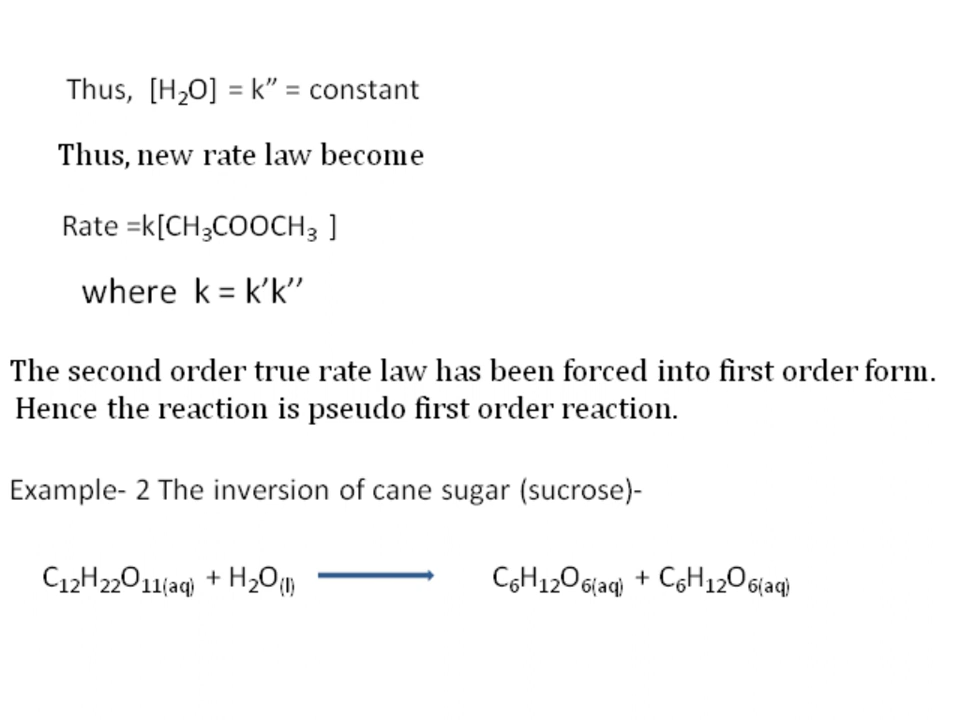 Thus, [H₂O] = k” = constant
Thus, new rate law become
Rate =k[CH₃COOCH₃ ]
where k = k’k’’
The second order true rate law has been forced into first order form.
Hence the reaction is pseudo first order reaction.
Example- 2 The inversion of cane sugar (sucrose)-
C₁₂H₂₂O₁₁₍aq₎ + H₂O₍l₎ ⟶ C₆H₁₂O₆₍aq₎ + C₆H₁₂O₆₍aq₎